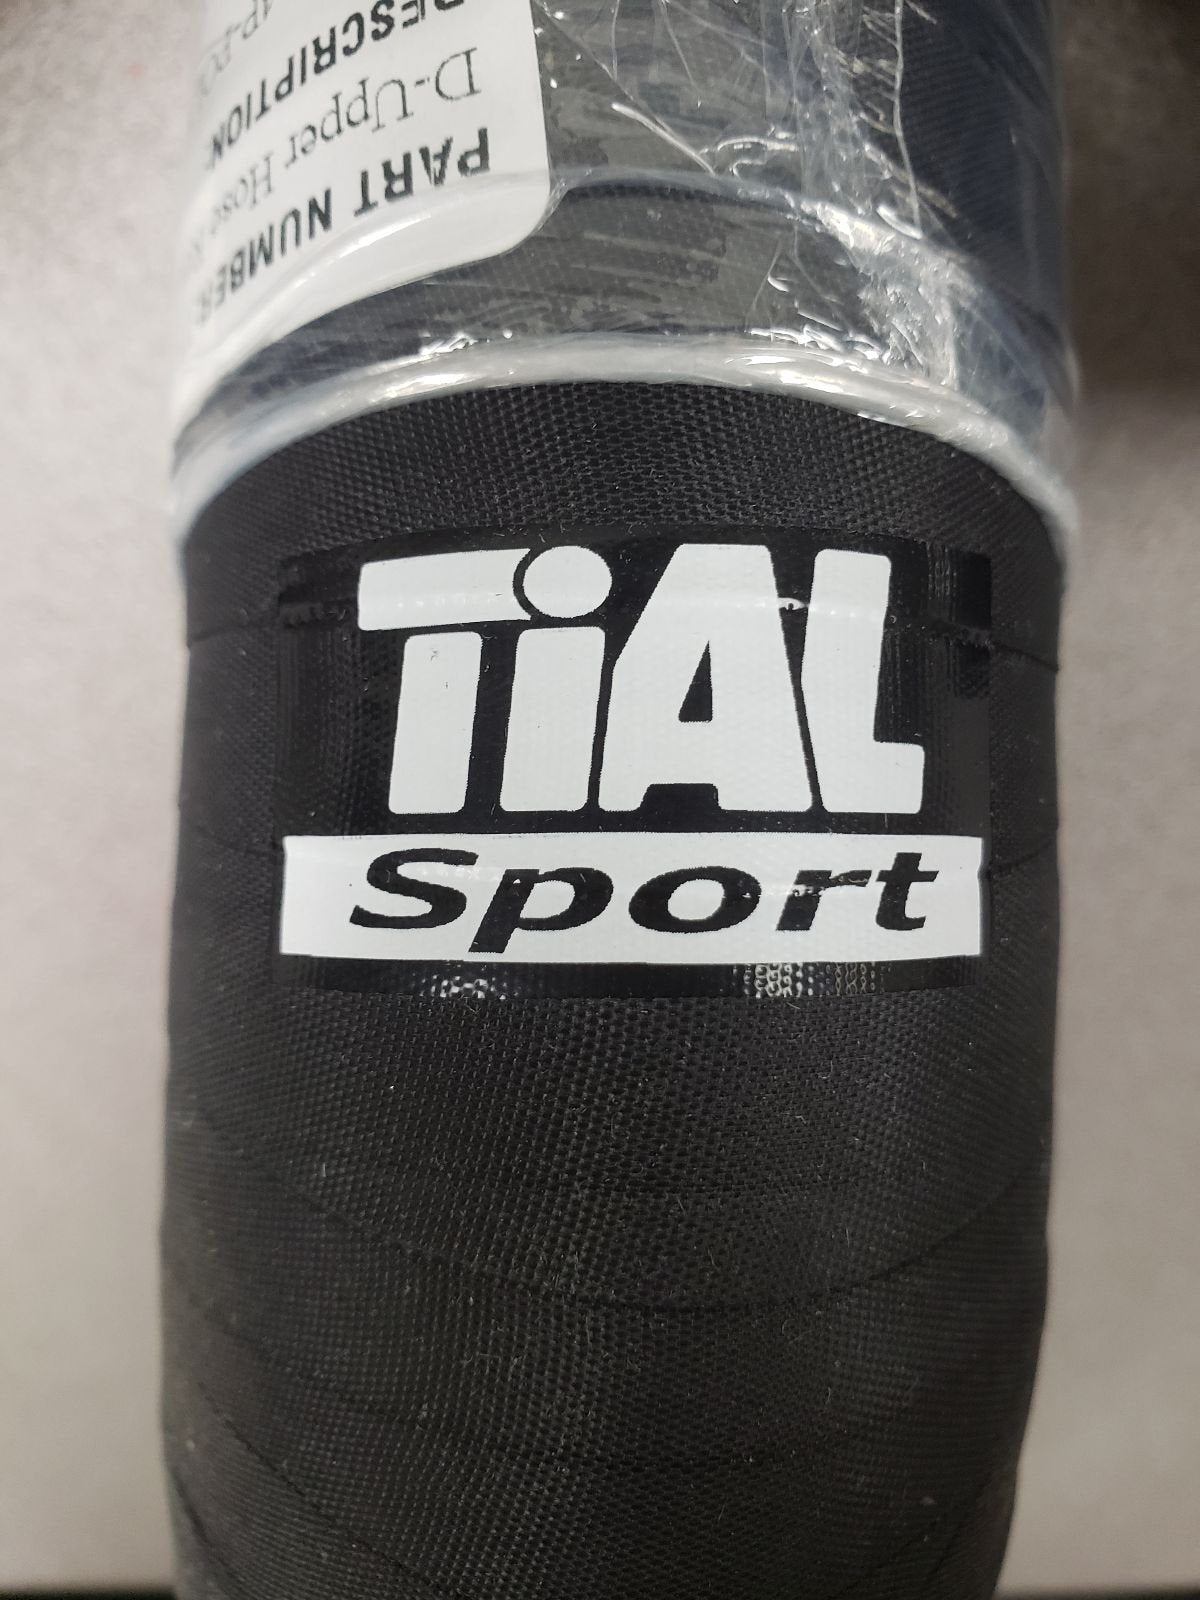 PART NUMBER:
D-Upper Hose
DESCRIPTION:
TiAL
Sport